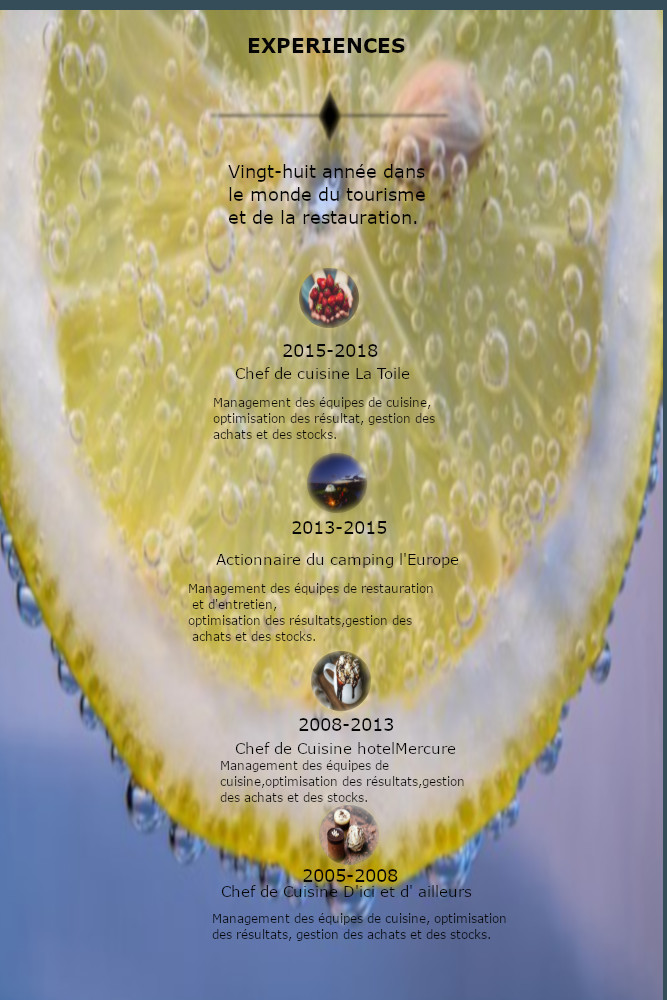 EXPERIENCES
Vingt-huit année dans
le monde du tourisme
et de la restauration.
2015-2018
Chef de cuisine La Toile
Management des équipes de cuisine,
optimisation des résultat, gestion des
achats et des stocks.
2013-2015
Actionnaire du camping l'Europe
Management des équipes de restauration
et d'entretien,
optimisation des résultats,gestion des
achats et des stocks.
2008-2013
Chef de Cuisine hotelMercure
Management des équipes de
cuisine,optimisation des résultats,gestion
des achats et des stocks.
2005-2008
Chef de Cuisine D'ici et d' ailleurs
Management des équipes de cuisine, optimisation
des résultats, gestion des achats et des stocks.